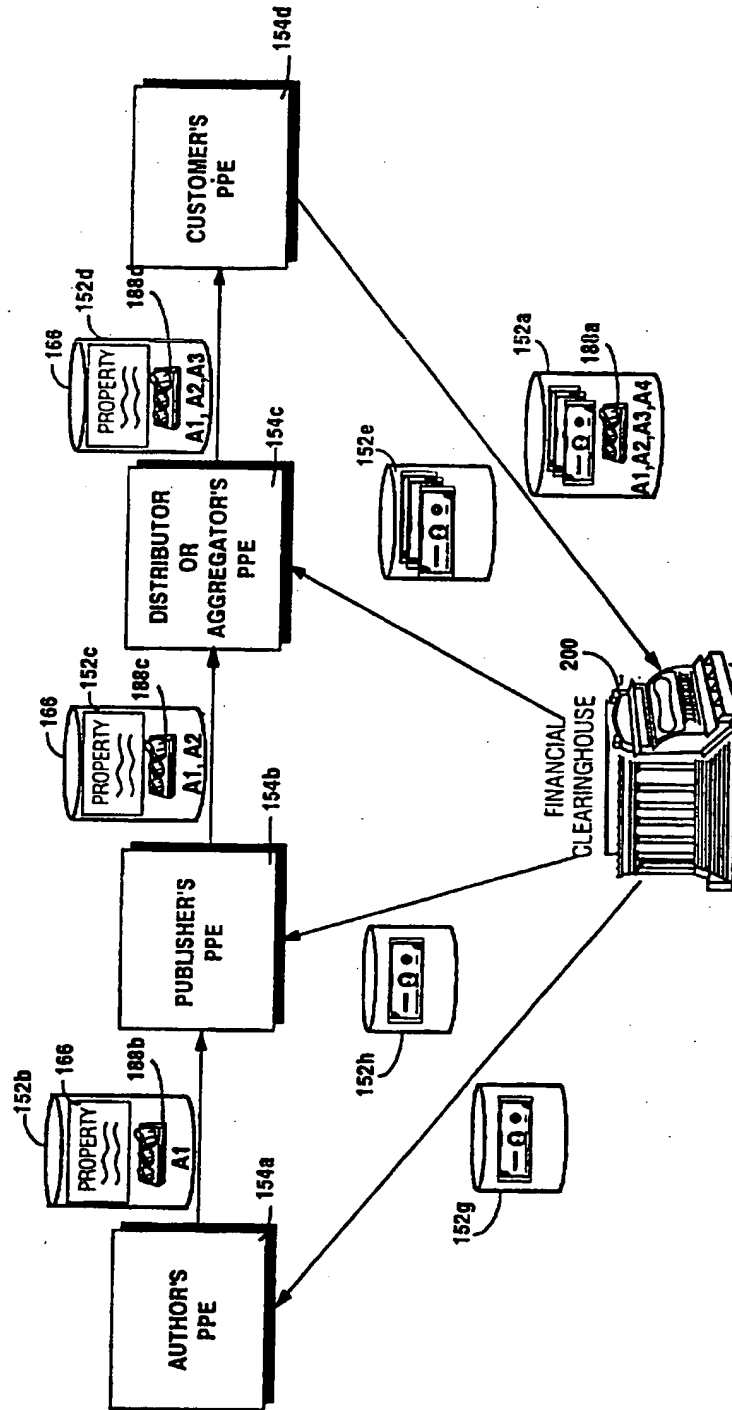 152b
166
PROPERTY
188b
A1
AUTHOR'S
PPE
154a
166
152c
PROPERTY
188c
A1, A2
PUBLISHER'S
PPE
154b
166
152d
PROPERTY
188d
A1, A2, A3
DISTRIBUTOR
OR
AGGREGATOR'S
PPE
154c
CUSTOMER'S
PPE
154d
152g
152h
152e
152a
188a
A1,A2,A3,A4
FINANCIAL
CLEARINGHOUSE
200